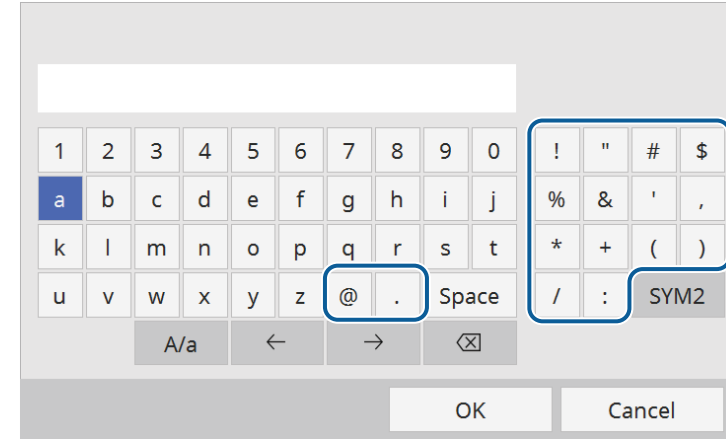 1 2 3 4 5 6 7 8 9 0 ! " # $
a b c d e f g h i j % & ' ,
k l m n o p q r s t * + ( )
u v w x y z @ . Space / : SYM2
A/a ← → ⌫
OK Cancel